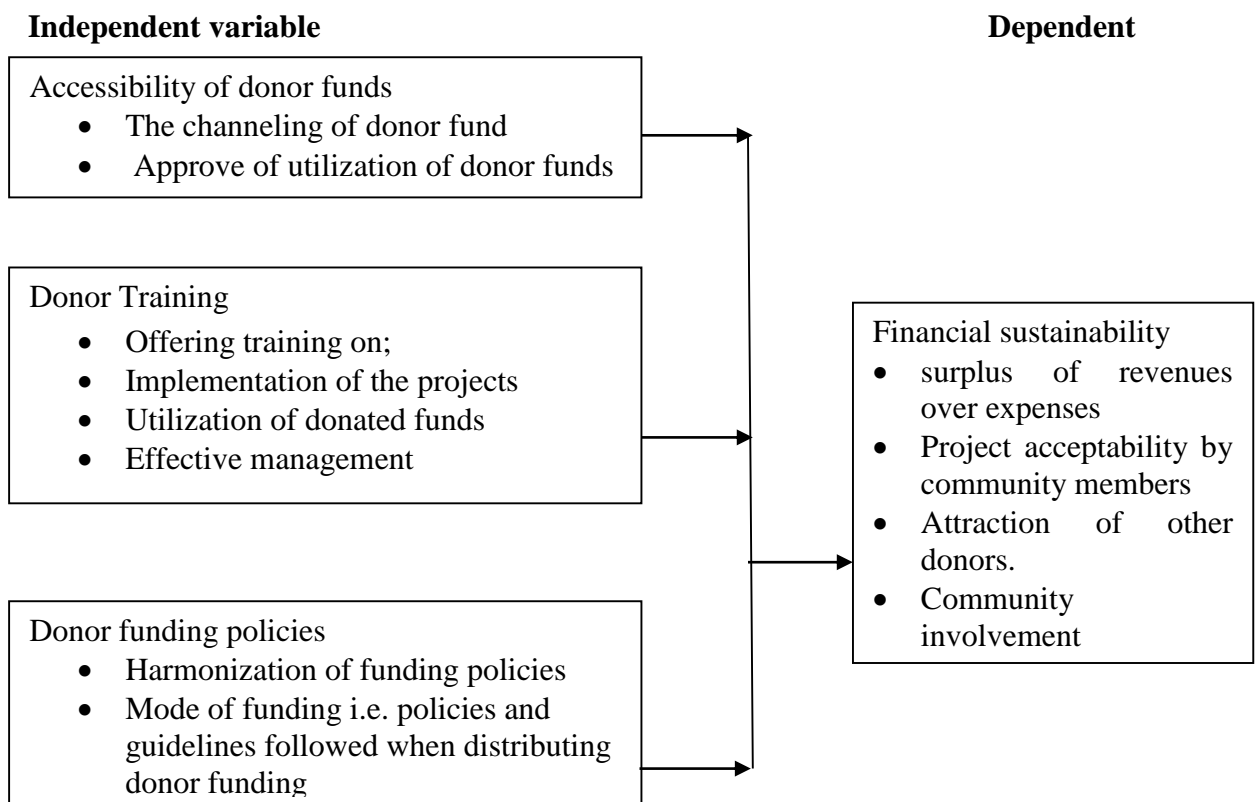 Independent variable
Dependent
Accessibility of donor funds
• The channeling of donor fund
• Approve of utilization of donor funds
Donor Training
• Offering training on;
• Implementation of the projects
• Utilization of donated funds
• Effective management
Donor funding policies
• Harmonization of funding policies
• Mode of funding i.e. policies and
guidelines followed when distributing
donor funding
Financial sustainability
• surplus of revenues
over expenses
• Project acceptability by
community members
• Attraction of other
donors.
• Community
involvement